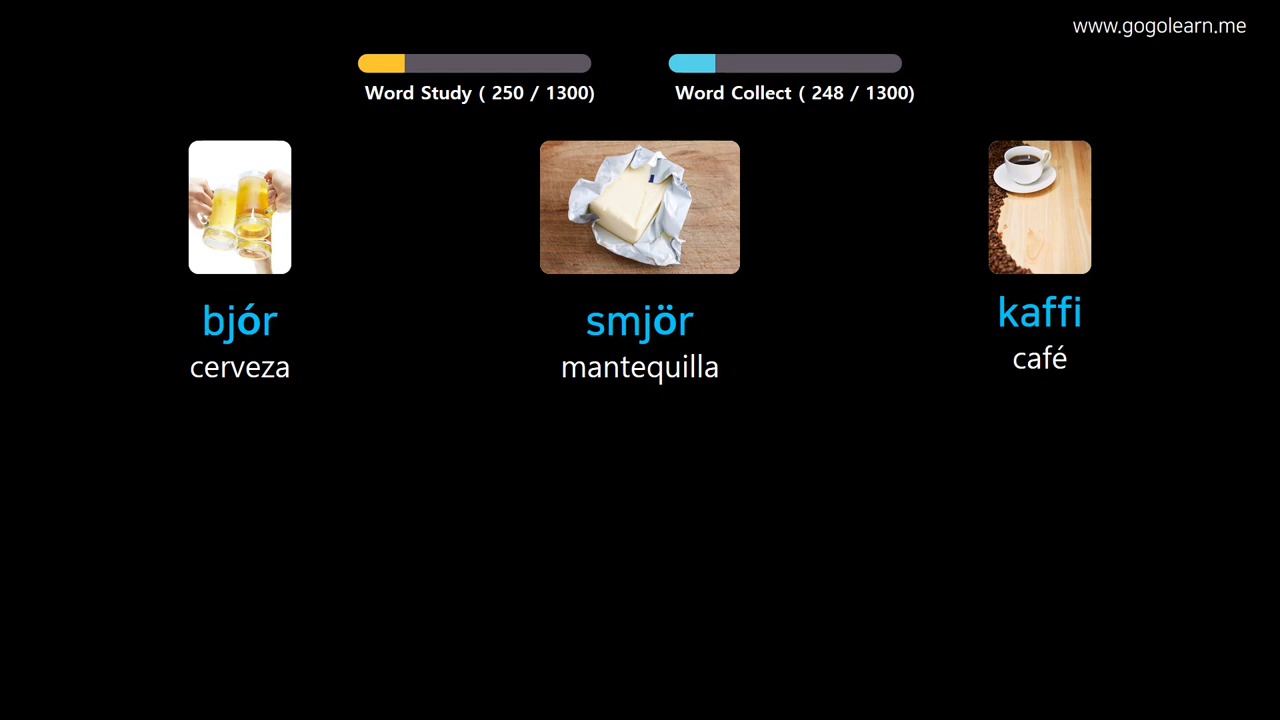 www.gogolearn.me
Word Study ( 250 / 1300)
Word Collect ( 248 / 1300)
bjór
cerveza
smjör
mantequilla
kaffi
café